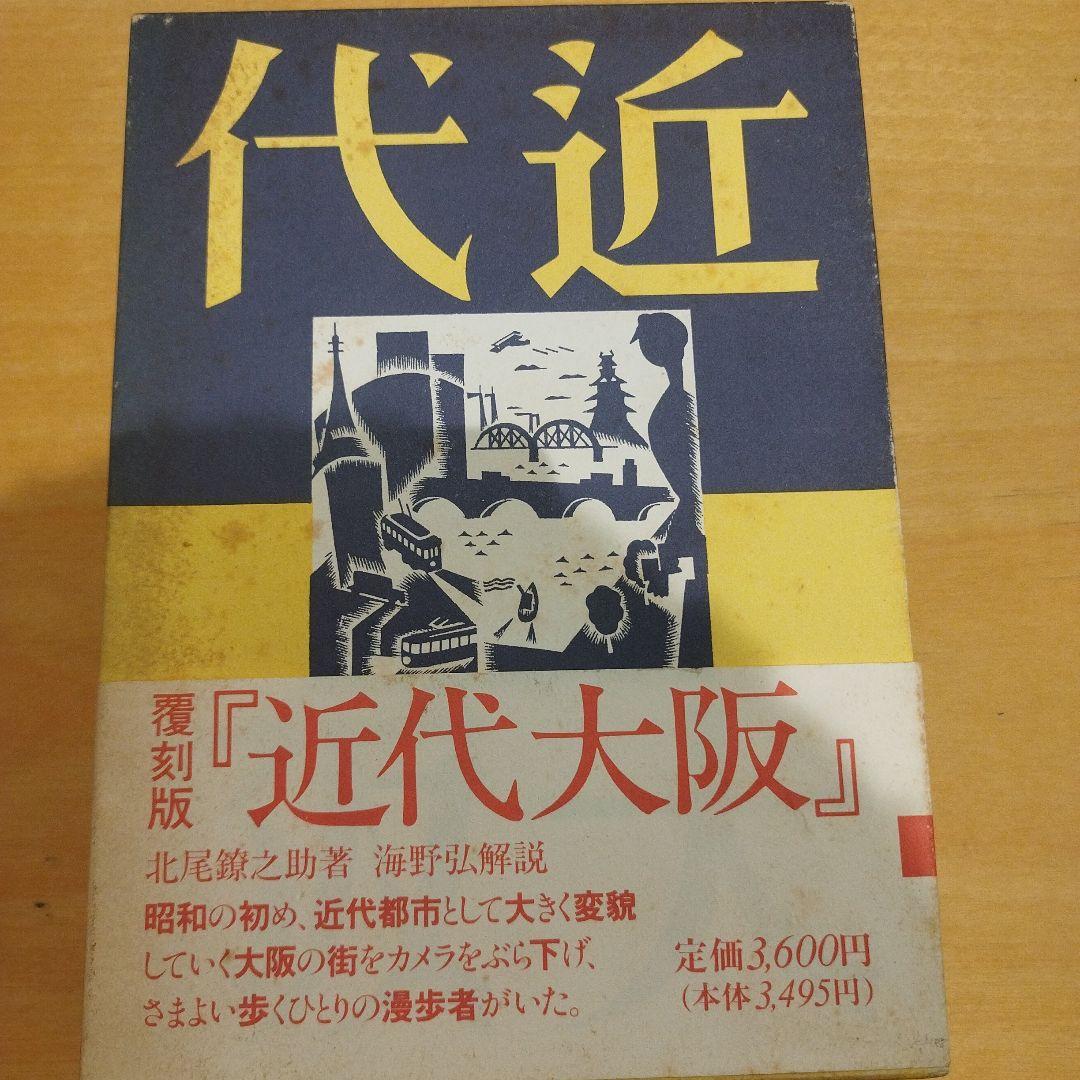 近代
覆刻版
『近代大阪』
北尾鐐之助著 海野弘解説
昭和の初め、近代都市として大きく変貌
していく大阪の街をカメラをぶら下げ、
さまよい歩くひとりの漫歩者がいた。
定価3,600円
(本体3,495円)